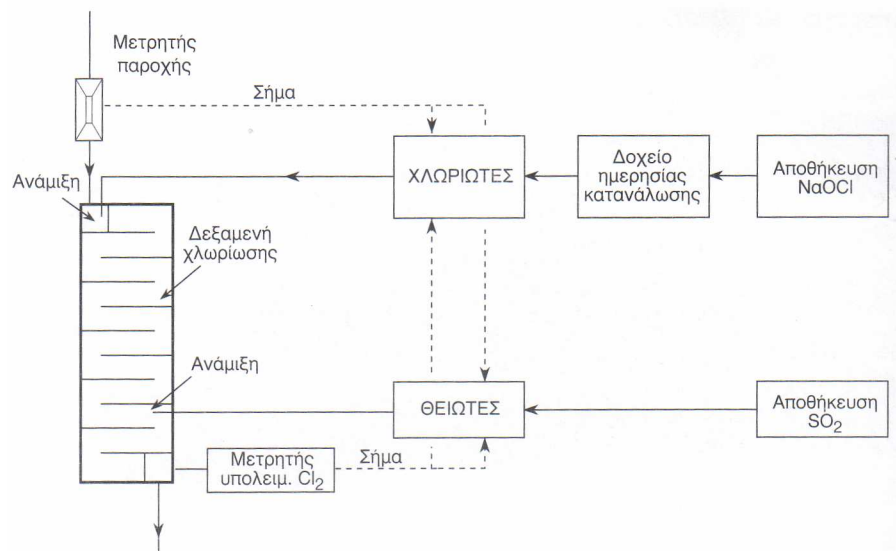 Μετρητής
παροχής
Σήμα
Ανάμιξη
ΧΛΩΡΙΩΤΕΣ
Δοχείο
ημερησίας
κατανάλωσης
Αποθήκευση
NaOCl
Δεξαμενή
χλωρίωσης
Ανάμιξη
ΘΕΙΩΤΕΣ
Αποθήκευση
SO2
Μετρητής
υπολειμ. Cl2
Σήμα